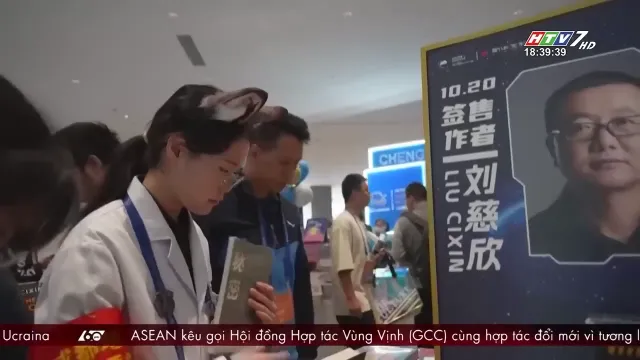 HTV7 HD
18:39:39
10.20
签售
作者
刘慈欣
LIU CIXIN
CHENG
Ucraina
60
ASEAN kêu gọi Hội đồng Hợp tác Vùng Vịnh (GCC) cùng hợp tác đổi mới vì tương l